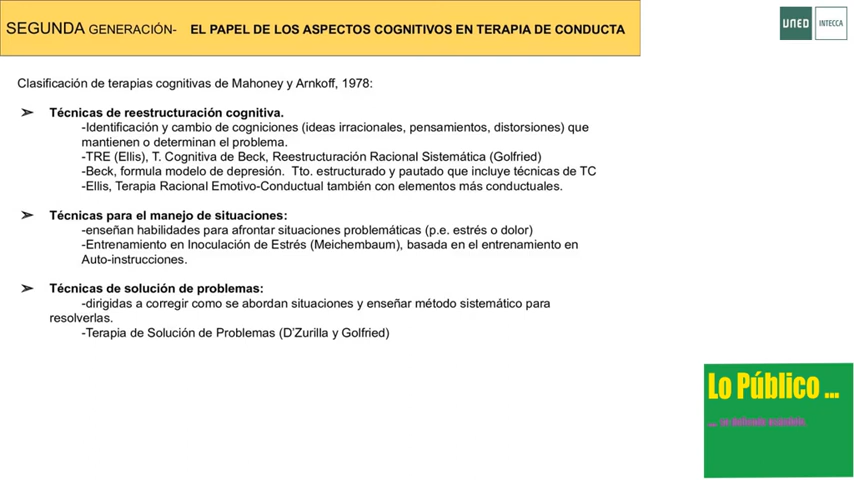 SEGUNDA GENERACIÓN- EL PAPEL DE LOS ASPECTOS COGNITIVOS EN TERAPIA DE CONDUCTA
UNED INTECCA
Clasificación de terapias cognitivas de Mahoney y Arnkoff, 1978:
➢ Técnicas de reestructuración cognitiva.
-Identificación y cambio de cogniciones (ideas irracionales, pensamientos, distorsiones) que
mantienen o determinan el problema.
-TRE (Ellis), T. Cognitiva de Beck, Reestructuración Racional Sistemática (Golfried)
-Beck, formula modelo de depresión. Tto. estructurado y pautado que incluye técnicas de TC
-Ellis, Terapia Racional Emotivo-Conductual también con elementos más conductuales.
➢ Técnicas para el manejo de situaciones:
-enseñan habilidades para afrontar situaciones problemáticas (p.e. estrés o dolor)
-Entrenamiento en Inoculación de Estrés (Meichembaum), basada en el entrenamiento en
Auto-instrucciones.
➢ Técnicas de solución de problemas:
-dirigidas a corregir como se abordan situaciones y enseñar método sistemático para
resolverlas.
-Terapia de Solución de Problemas (D'Zurilla y Golfried)
Lo Público ...